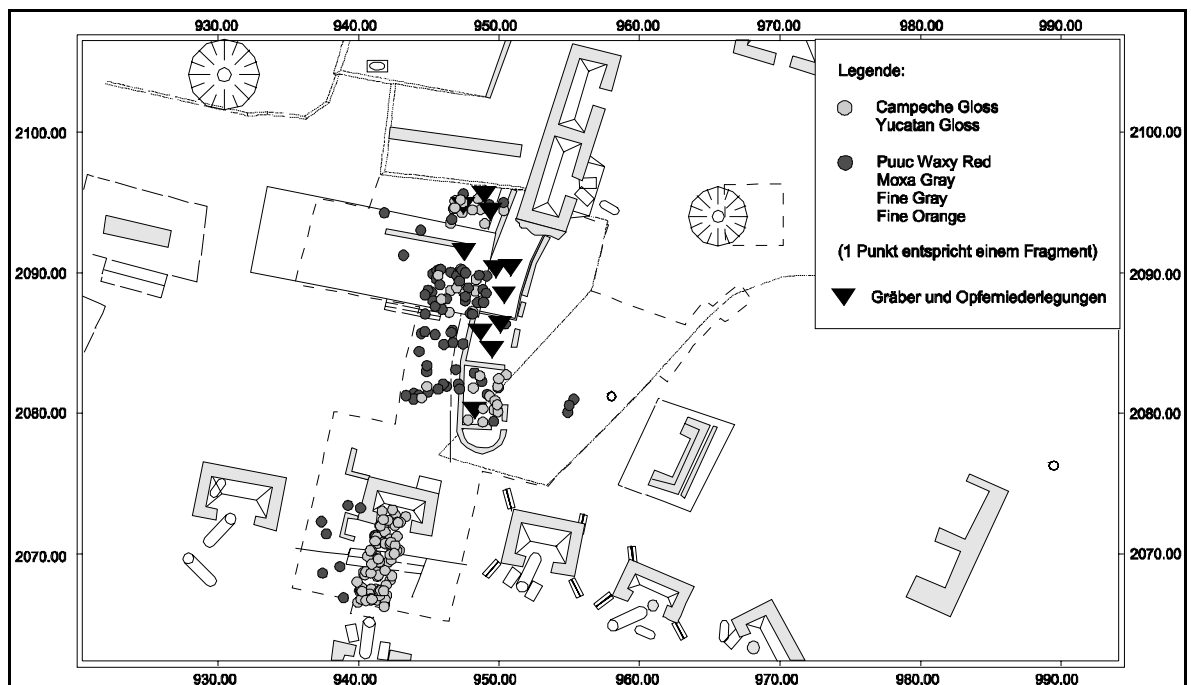 930.00 940.00 950.00 960.00 970.00 980.00 990.00
Legende:
Campeche Gloss
Yucatan Gloss
2100.00 2100.00
Puuc Waxy Red
Moxa Gray
Fine Gray
Fine Orange
(1 Punkt entspricht einem Fragment)
2090.00 2090.00
Gräber und Opferniederlegungen
2080.00 2080.00
2070.00 2070.00
930.00 940.00 950.00 960.00 970.00 980.00 990.00